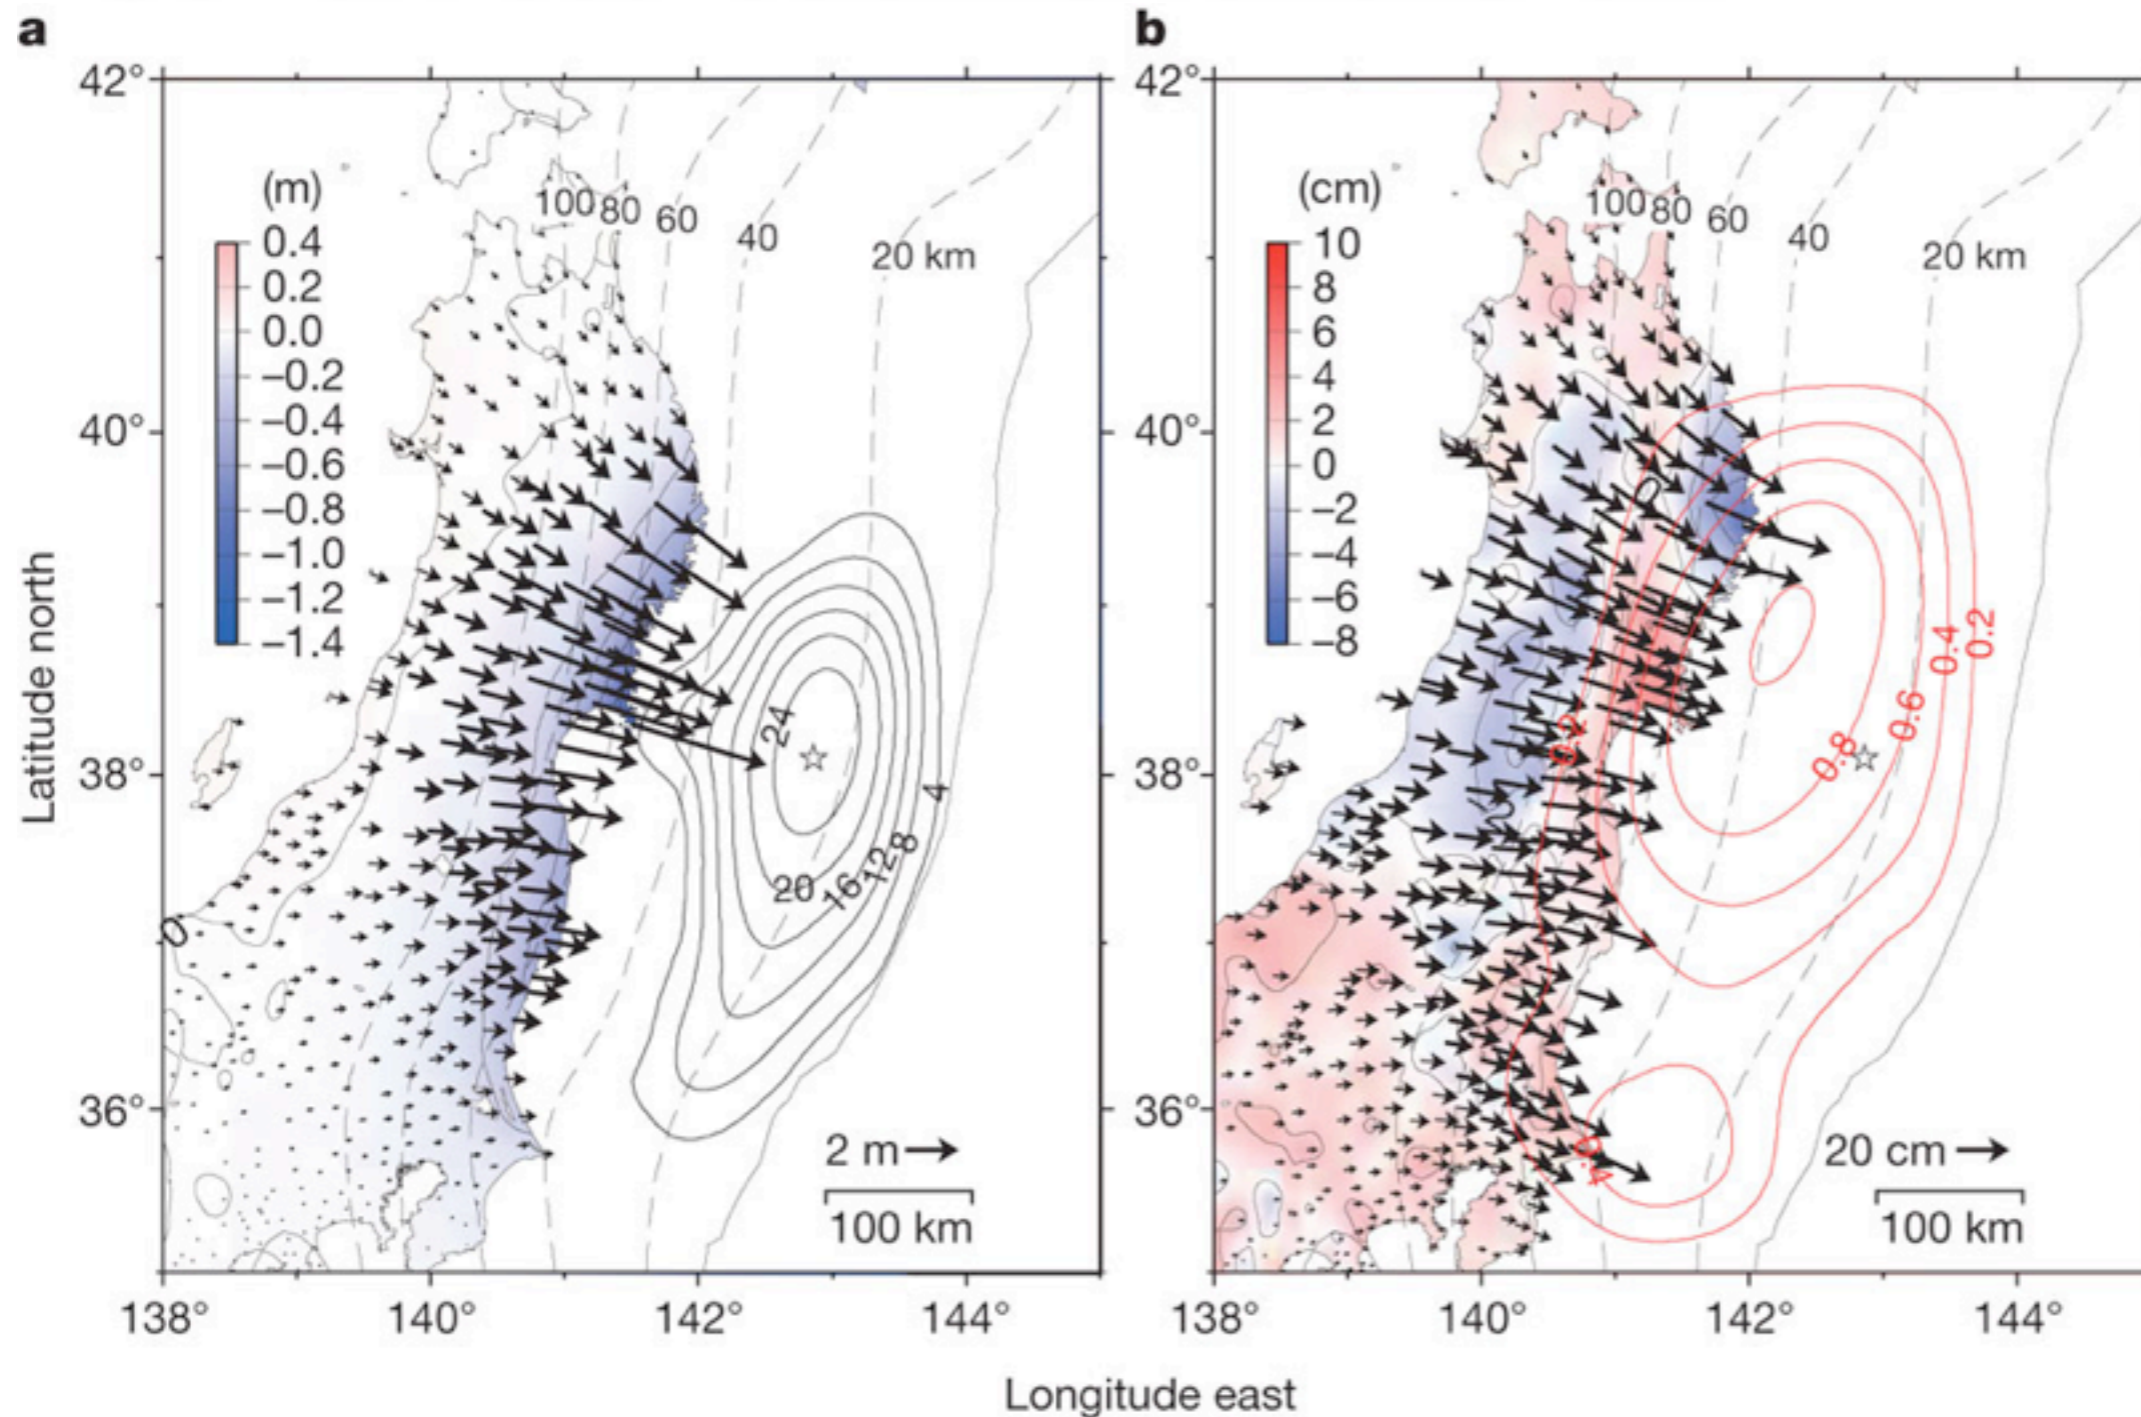 a
b
42°
40°
38°
36°
Latitude north
(m)
0.4
0.2
0.0
–0.2
–0.4
–0.6
–0.8
–1.0
–1.2
–1.4
100 80 60 40 20 km
24
20 16 12 8 4
0
2 m
100 km
138° 140° 142° 144°
42°
40°
38°
36°
(cm)
10
8
6
4
2
0
–2
–4
–6
–8
100 80 60 40 20 km
0
0.2 0.8 0.6 0.4 0.2
0.4
20 cm
100 km
138° 140° 142° 144°
Longitude east